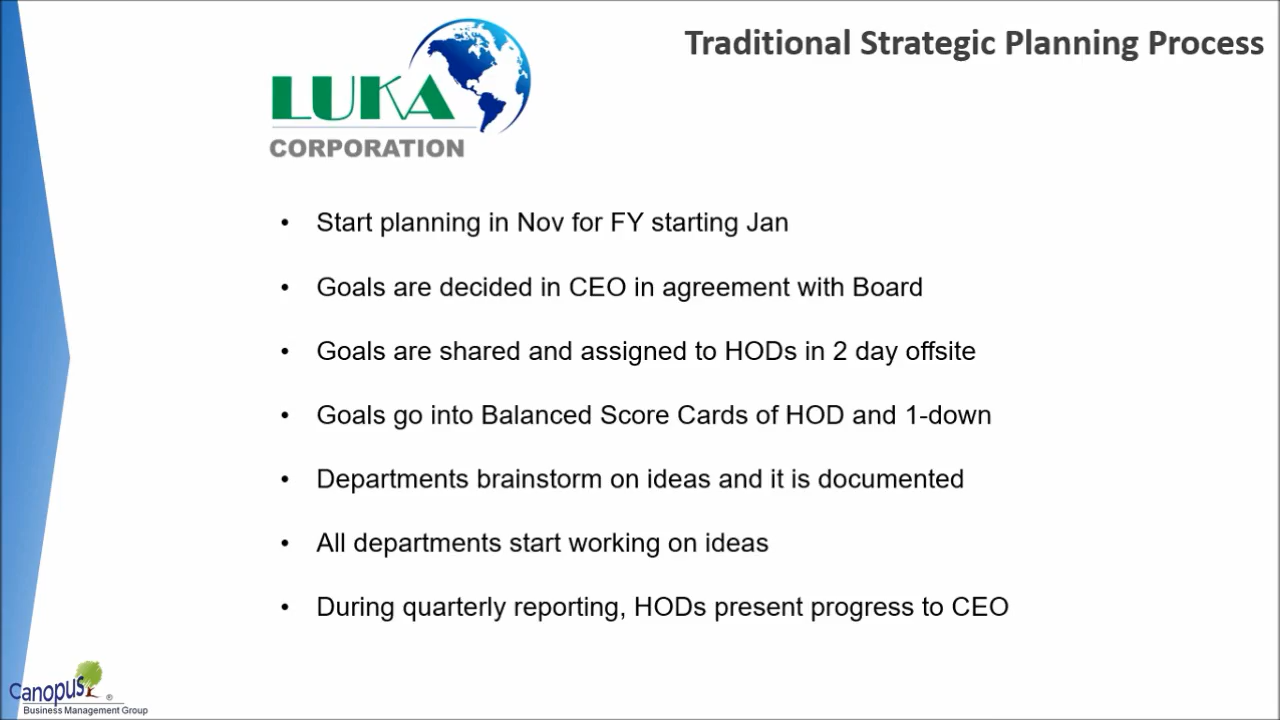 Traditional Strategic Planning Process
LUKA
CORPORATION
• Start planning in Nov for FY starting Jan
• Goals are decided in CEO in agreement with Board
• Goals are shared and assigned to HODs in 2 day offsite
• Goals go into Balanced Score Cards of HOD and 1-down
• Departments brainstorm on ideas and it is documented
• All departments start working on ideas
• During quarterly reporting, HODs present progress to CEO
Canopus ®
Business Management Group